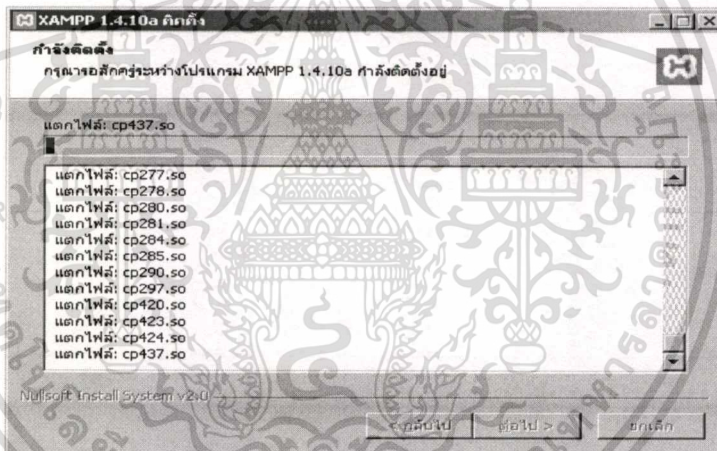 XAMPP 1.4.10a ติดตั้ง
กำลังติดตั้ง
กรุณารอสักครู่ระหว่างโปรแกรม XAMPP 1.4.10a กำลังติดตั้งอยู่
แตกไฟล์: cp437.so
แตกไฟล์: cp277.so
แตกไฟล์: cp278.so
แตกไฟล์: cp280.so
แตกไฟล์: cp281.so
แตกไฟล์: cp284.so
แตกไฟล์: cp285.so
แตกไฟล์: cp290.so
แตกไฟล์: cp297.so
แตกไฟล์: cp420.so
แตกไฟล์: cp423.so
แตกไฟล์: cp424.so
แตกไฟล์: cp437.so
Nullsoft Install System v2.0
< กลับไป ต่อไป > ยกเลิก